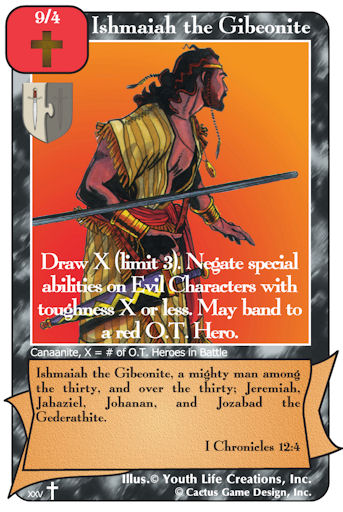 9/4
Ishmaiah the Gibeonite
Draw X (limit 3). Negate special
abilities on Evil Characters with
toughness X or less. May band to
a red O.T. Hero.
Canaanite, X = # of O.T. Heroes in Battle
Ishmaiah the Gibeonite, a mighty man among
the thirty, and over the thirty; Jeremiah,
Jahaziel, Johanan, and Jozabad the
Gederathite.
I Chronicles 12:4
Illus.© Youth Life Creations, Inc.
XXV
© Cactus Game Design, Inc.